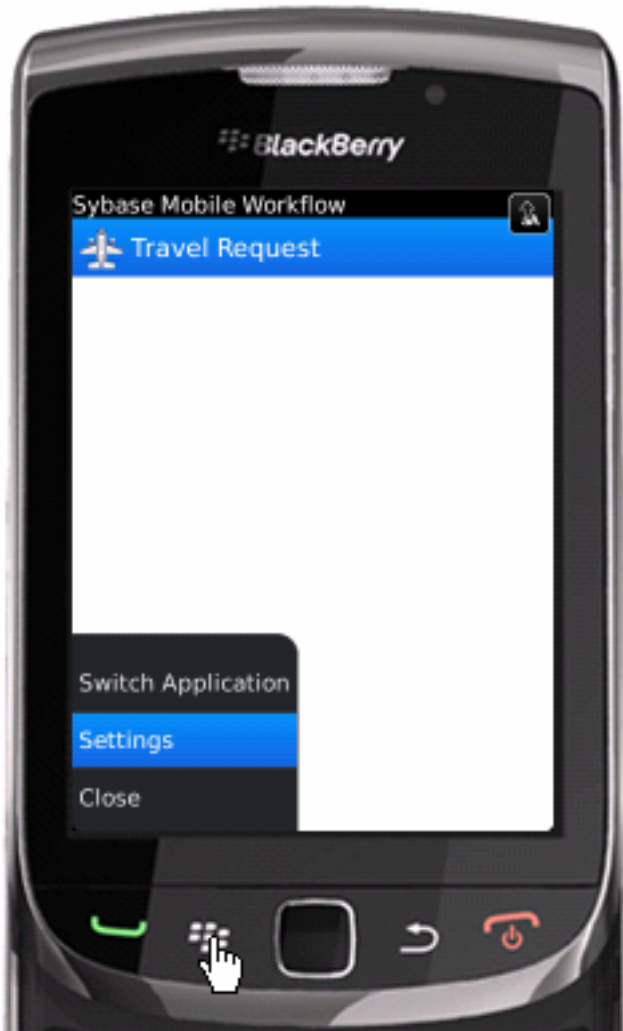 BlackBerry
Sybase Mobile Workflow
Travel Request
Switch Application
Settings
Close